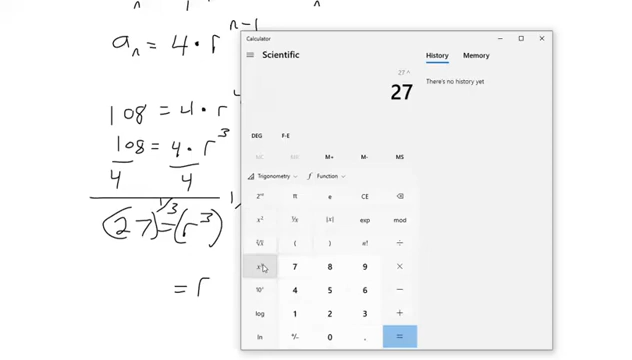 aₙ = 4 · r ⁿ⁻¹
Calculator
Scientific
History Memory
27 ^
There's no history yet
27
108 = 4 · r
DEG F-E
108 = 4 · r³
4 4
MC MR M+ M- MS
Trigonometry f Function
2ⁿᵈ π e CE
(27)^1/3 = (r³) 1/
x² ¹/x |x| exp mod
²√x ( ) n! ÷
xʸ 7 8 9 ×
= r
10ˣ 4 5 6 −
log 1 2 3 +
ln +/− 0 . =